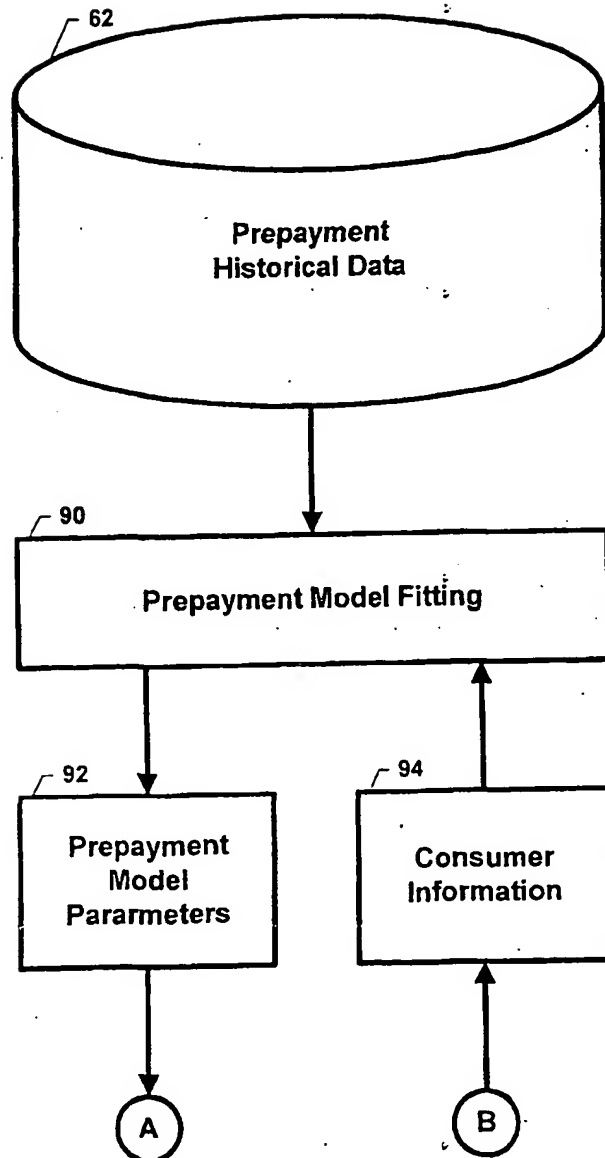 62
Prepayment
Historical Data
90
Prepayment Model Fitting
92
94
Prepayment
Model
Pararmeters
Consumer
Information
A
B